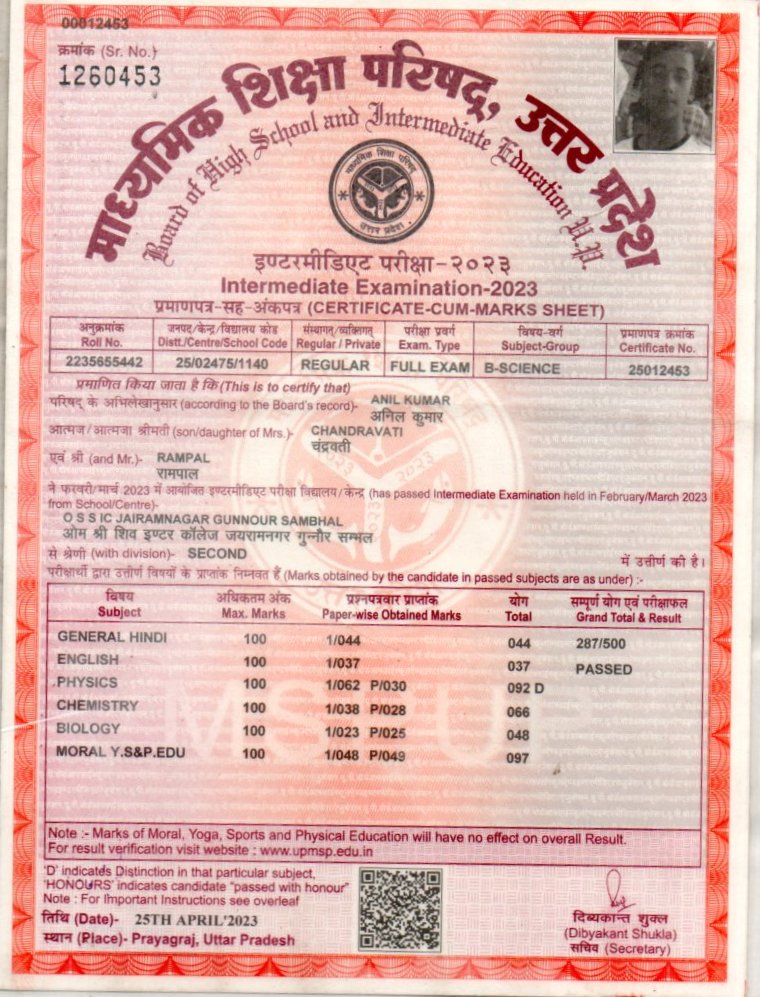 00012453
क्रमांक (Sr. No.)
1260453
माध्यमिक शिक्षा परिषद्, उत्तर प्रदेश
Board of High School and Intermediate Education U.P.
माध्यमिक शिक्षा परिषद्
उत्तर प्रदेश
इण्टरमीडिएट परीक्षा-२०२३
Intermediate Examination-2023
प्रमाणपत्र-सह-अंकपत्र (CERTIFICATE-CUM-MARKS SHEET)
अनुक्रमांक जनपद/केन्द्र/विद्यालय कोड संस्थागत/व्यक्तिगत परीक्षा प्रवर्ग विषय-वर्ग प्रमाणपत्र क्रमांक
Roll No. Distt./Centre/School Code Regular / Private Exam. Type Subject-Group Certificate No.
2235655442 25/02475/1140 REGULAR FULL EXAM B-SCIENCE 25012453
प्रमाणित किया जाता है कि (This is to certify that)
परिषद् के अभिलेखानुसार (according to the Board's record)- ANIL KUMAR
अनिल कुमार
आत्मज/आत्मजा श्रीमती (son/daughter of Mrs.)- CHANDRAVATI
चंद्रवती
एवं श्री (and Mr.)- RAMPAL
रामपाल
ने फरवरी/मार्च 2023 में आयोजित इण्टरमीडिएट परीक्षा विद्यालय/केन्द्र (has passed Intermediate Examination held in February/March 2023
from School/Centre)-
O S S IC JAIRAMNAGAR GUNNOUR SAMBHAL
ओम श्री शिव इण्टर कॉलेज जयरामनगर गुन्नौर सम्भल
से श्रेणी (with division)- SECOND में उत्तीर्ण की है।
परीक्षार्थी द्वारा उत्तीर्ण विषयों के प्राप्तांक निम्नवत हैं (Marks obtained by the candidate in passed subjects are as under) :-
विषय अधिकतम अंक प्रश्नपत्रवार प्राप्तांक योग सम्पूर्ण योग एवं परीक्षाफल
Subject Max. Marks Paper-wise Obtained Marks Total Grand Total & Result
GENERAL HINDI 100 1/044 044 287/500
ENGLISH 100 1/037 037 PASSED
PHYSICS 100 1/062 P/030 092 D
CHEMISTRY 100 1/038 P/028 066
BIOLOGY 100 1/023 P/025 048
MORAL Y.S&P.EDU 100 1/048 P/049 097
Note :- Marks of Moral, Yoga, Sports and Physical Education will have no effect on overall Result.
For result verification visit website : www.upmsp.edu.in
'D' indicates Distinction in that particular subject,
'HONOURS' indicates candidate "passed with honour"
Note : For Important Instructions see overleaf
तिथि (Date)- 25TH APRIL'2023
स्थान (Place)- Prayagraj, Uttar Pradesh
दिब्यकान्त शुक्ल
(Dibyakant Shukla)
सचिव (Secretary)